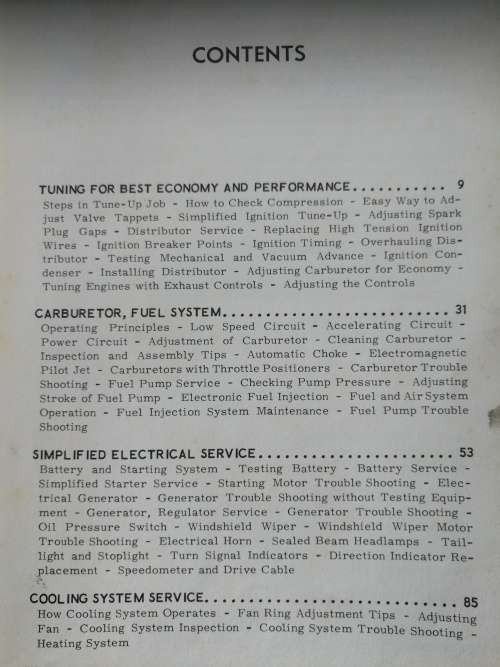 CONTENTS
TUNING FOR BEST ECONOMY AND PERFORMANCE........... 9
Steps in Tune-Up Job - How to Check Compression - Easy Way to Ad-
just Valve Tappets - Simplified Ignition Tune-Up - Adjusting Spark
Plug Gaps - Distributor Service - Replacing High Tension Ignition
Wires - Ignition Breaker Points - Ignition Timing - Overhauling Dis-
tributor - Testing Mechanical and Vacuum Advance - Ignition Con-
denser - Installing Distributor - Adjusting Carburetor for Economy -
Tuning Engines with Exhaust Controls - Adjusting the Controls
CARBURETOR, FUEL SYSTEM........................... 31
Operating Principles - Low Speed Circuit - Accelerating Circuit -
Power Circuit - Adjustment of Carburetor - Cleaning Carburetor -
Inspection and Assembly Tips - Automatic Choke - Electromagnetic
Pilot Jet - Carburetors with Throttle Positioners - Carburetor Trouble
Shooting - Fuel Pump Service - Checking Pump Pressure - Adjusting
Stroke of Fuel Pump - Electronic Fuel Injection - Fuel and Air System
Operation - Fuel Injection System Maintenance - Fuel Pump Trouble
Shooting
SIMPLIFIED ELECTRICAL SERVICE....................... 53
Battery and Starting System - Testing Battery - Battery Service -
Simplified Starter Service - Starting Motor Trouble Shooting - Elec-
trical Generator - Generator Trouble Shooting without Testing Equip-
ment - Generator, Regulator Service - Generator Trouble Shooting -
Oil Pressure Switch - Windshield Wiper - Windshield Wiper Motor
Trouble Shooting - Electrical Horn - Sealed Beam Headlamps - Tail-
light and Stoplight - Turn Signal Indicators - Direction Indicator Re-
placement - Speedometer and Drive Cable
COOLING SYSTEM SERVICE.............................. 85
How Cooling System Operates - Fan Ring Adjustment Tips - Adjusting
Fan - Cooling System Inspection - Cooling System Trouble Shooting -
Heating System